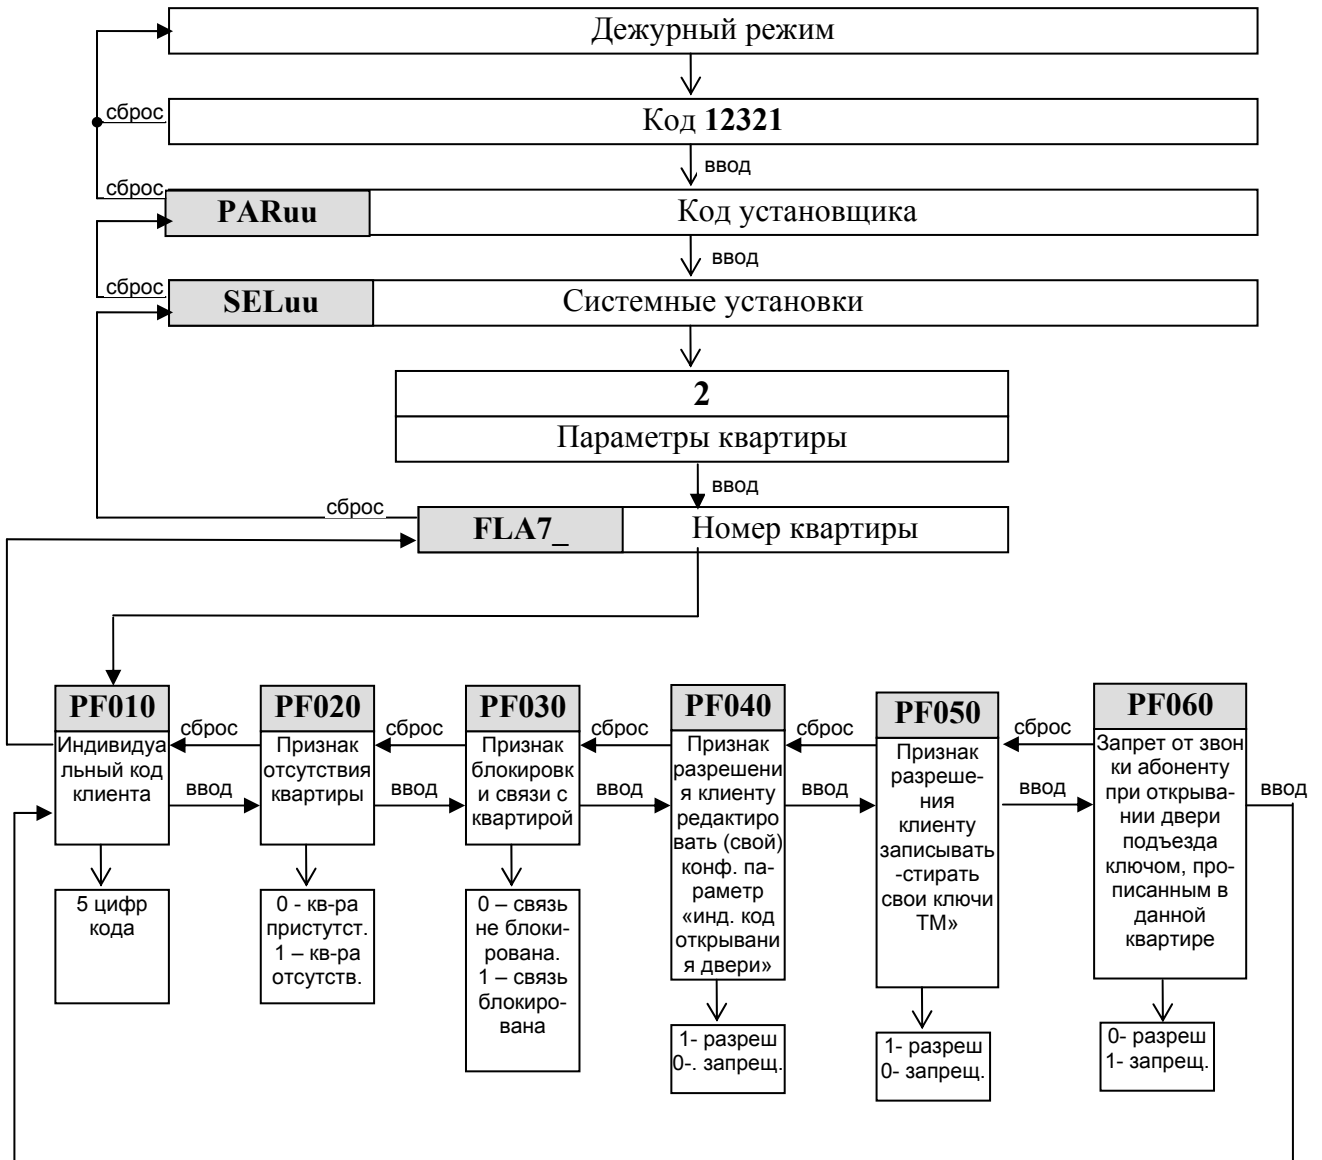 Дежурный режим
сброс
Код 12321
ввод
сброс
PARuu
Код установщика
ввод
сброс
SELuu
Системные установки
2
Параметры квартиры
ввод
сброс
FLA7_
Номер квартиры
PF010
Индивидуа
льный код
клиента
5 цифр
кода
сброс
ввод
PF020
Признак
отсутствия
квартиры
0 - кв-ра
пристутст.
1 – кв-ра
отсутств.
сброс
ввод
PF030
Признак
блокировк
и связи с
квартирой
0 – связь
не блоки-
рована.
1 – связь
блокиро-
вана
сброс
ввод
PF040
Признак
разрешени
я клиенту
редактиро
вать (свой)
конф. па-
раметр
«инд. код
открывани
я двери»
1- разреш
0-. запрещ.
сброс
ввод
PF050
Признак
разреше-
ния
клиенту
записывать
-стирать
свои ключи
ТМ»
1- разреш
0- запрещ.
сброс
ввод
PF060
Запрет от звон
ки абоненту
при открыва-
нии двери
подъезда
ключом, про-
писанным в
данной
квартире
0- разреш
1- запрещ.
ввод